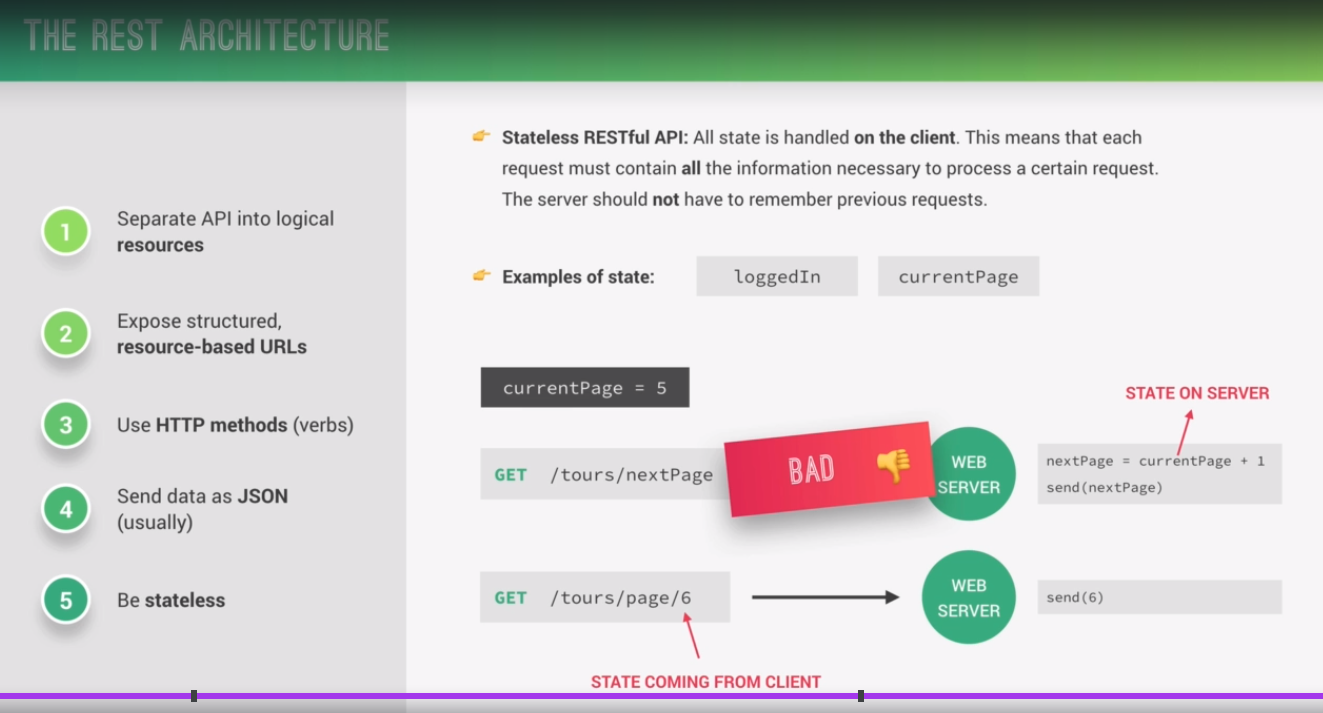 THE REST ARCHITECTURE
1
Separate API into logical
resources
2
Expose structured,
resource-based URLs
3
Use HTTP methods (verbs)
4
Send data as JSON
(usually)
5
Be stateless
Stateless RESTful API: All state is handled on the client. This means that each
request must contain all the information necessary to process a certain request.
The server should not have to remember previous requests.
Examples of state:
loggedIn
currentPage
currentPage = 5
GET /tours/nextPage
BAD
WEB
SERVER
STATE ON SERVER
nextPage = currentPage + 1
send(nextPage)
GET /tours/page/6
WEB
SERVER
send(6)
STATE COMING FROM CLIENT